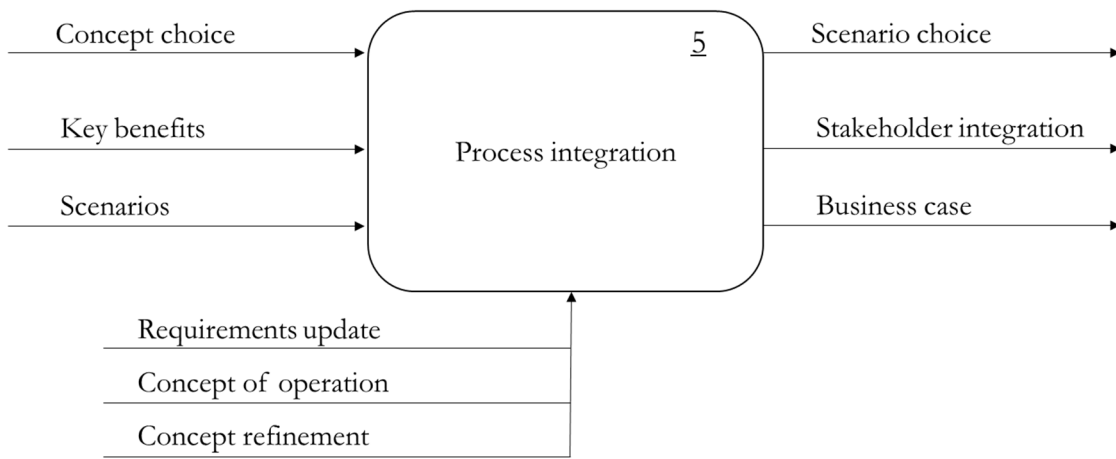 Concept choice
5
Scenario choice
Key benefits
Process integration
Stakeholder integration
Scenarios
Business case
Requirements update
Concept of operation
Concept refinement